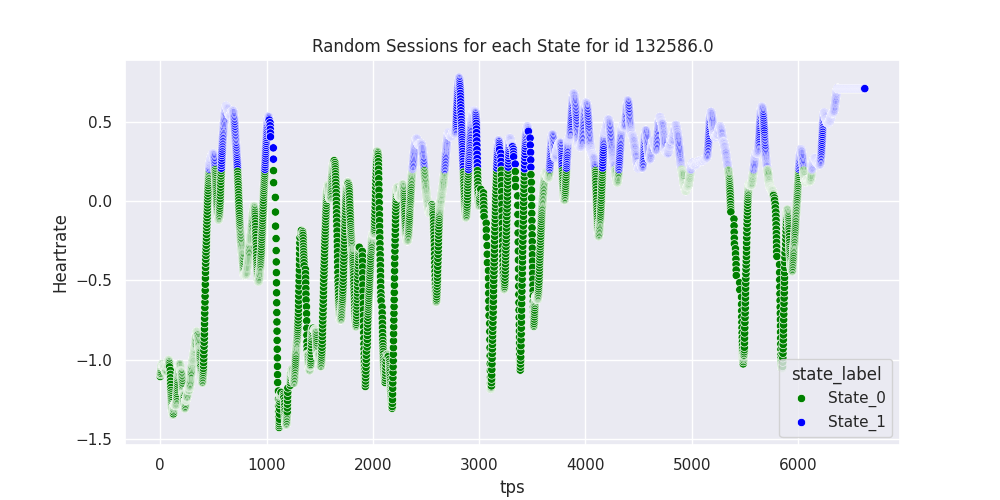 Random Sessions for each State for id 132586.0
Heartrate
0.5
0.0
−0.5
−1.0
−1.5
0 1000 2000 3000 4000 5000 6000
tps
state_label
State_0
State_1